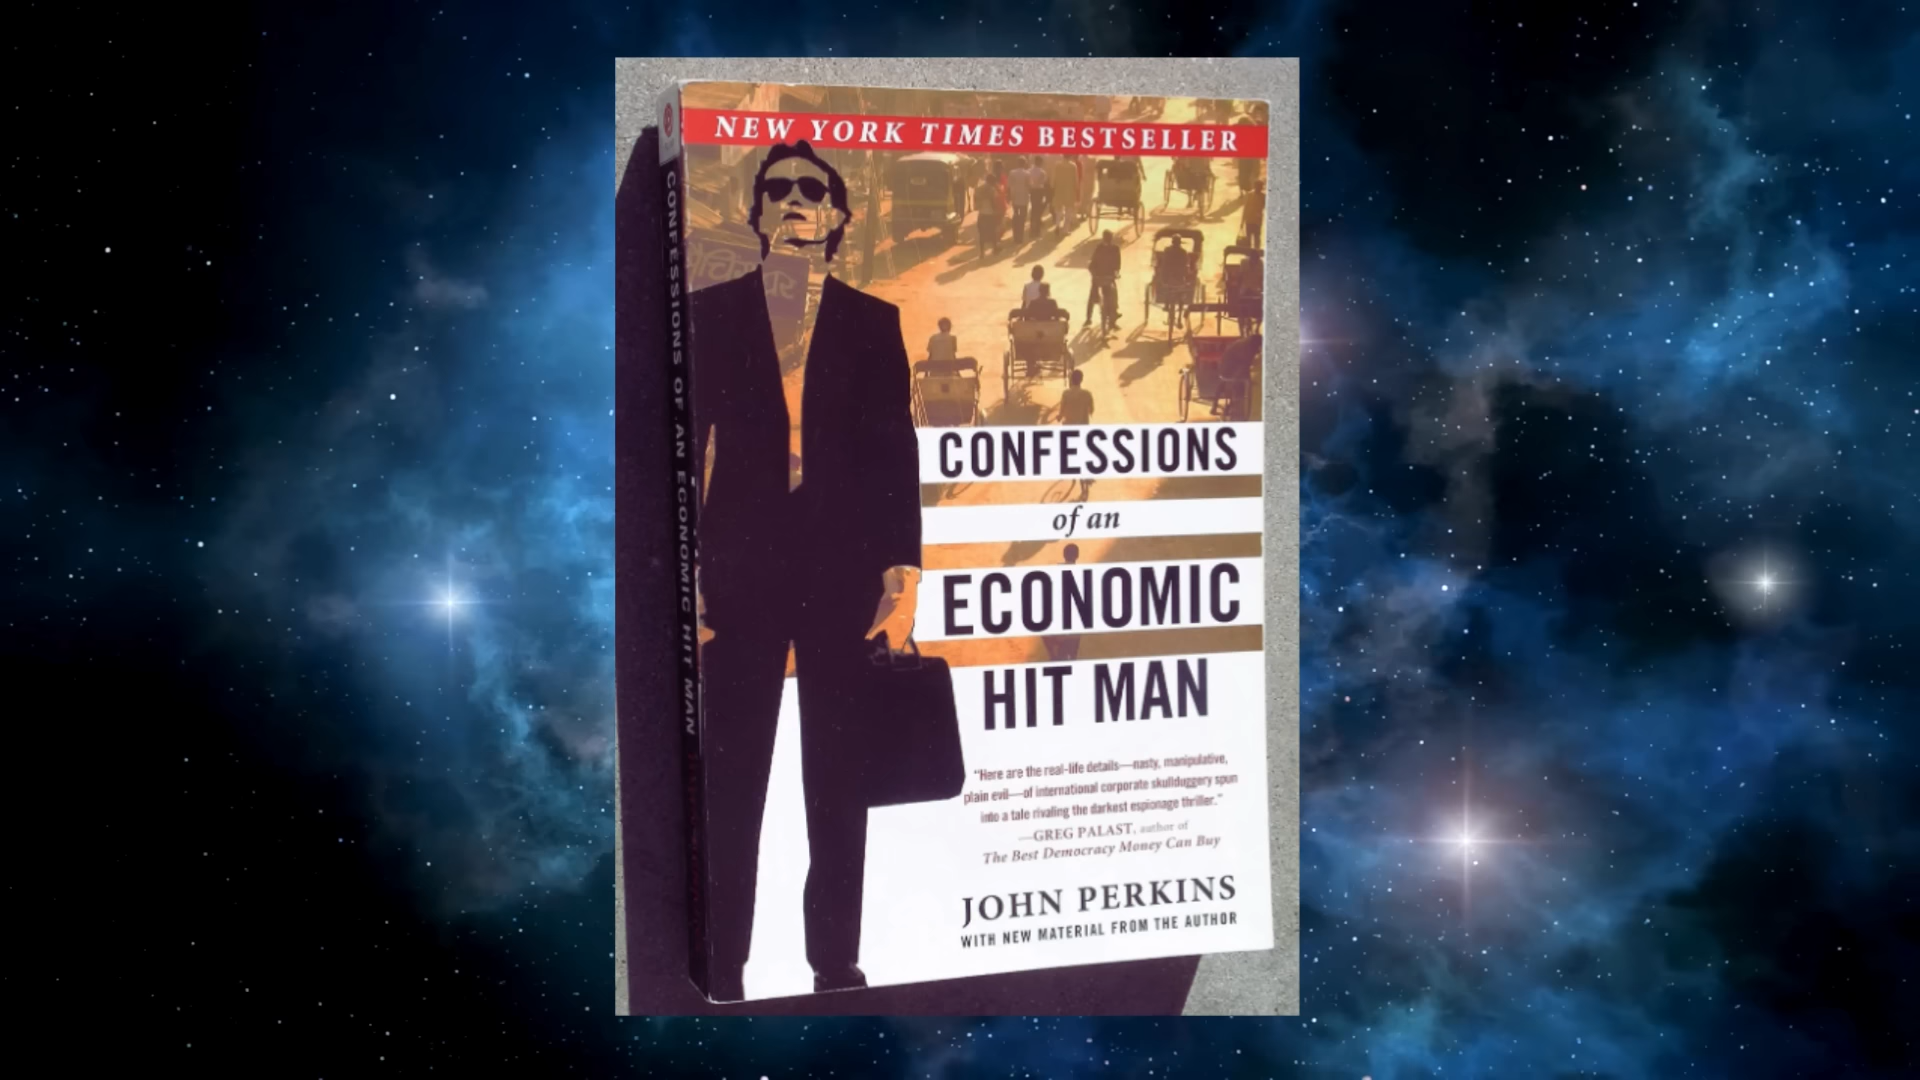 NEW YORK TIMES BESTSELLER
CONFESSIONS
of an
ECONOMIC
HIT MAN
"Here are the real-life details—nasty, manipulative,
plain evil—of international corporate skullduggery spun
into a tale rivaling the darkest espionage thriller."
—GREG PALAST, author of
The Best Democracy Money Can Buy
JOHN PERKINS
WITH NEW MATERIAL FROM THE AUTHOR
CONFESSIONS OF AN ECONOMIC HIT MAN